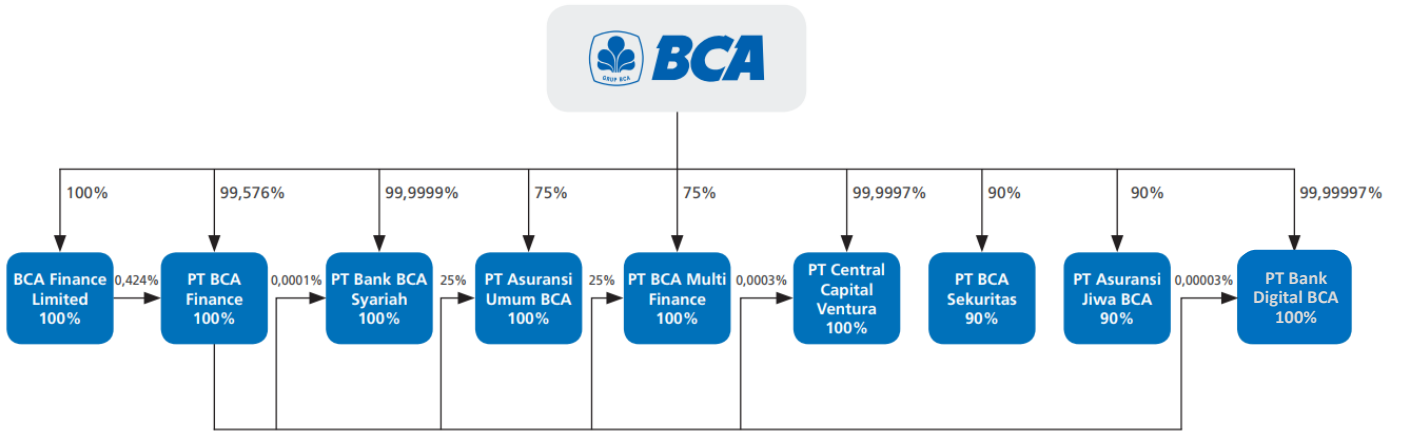 GRUP BCA
BCA
100%
99,576%
99,9999%
75%
75%
99,9997%
90%
90%
99,99997%
BCA Finance
Limited
100%
0,424%
PT BCA
Finance
100%
0,0001%
PT Bank BCA
Syariah
100%
25%
PT Asuransi
Umum BCA
100%
25%
PT BCA Multi
Finance
100%
0,0003%
PT Central
Capital
Ventura
100%
PT BCA
Sekuritas
90%
PT Asuransi
Jiwa BCA
90%
0,00003%
PT Bank
Digital BCA
100%